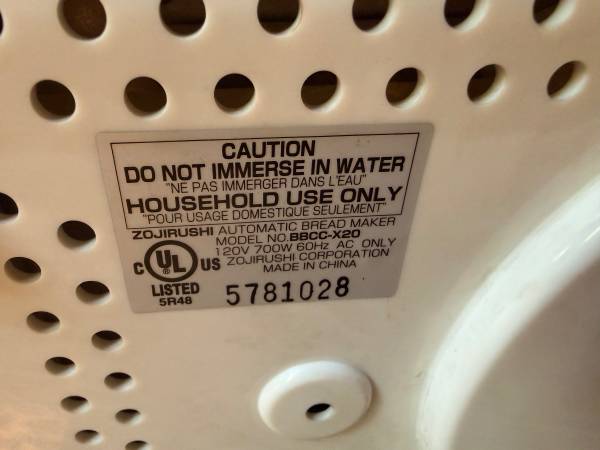 CAUTION
DO NOT IMMERSE IN WATER
"NE PAS IMMERGER DANS L'EAU"
HOUSEHOLD USE ONLY
"POUR USAGE DOMESTIQUE SEULEMENT"
ZOJIRUSHI AUTOMATIC BREAD MAKER
MODEL NO.BBCC-X20
120V 700W 60Hz AC ONLY
ZOJIRUSHI CORPORATION
MADE IN CHINA
C UL US
LISTED
5R48
5781028